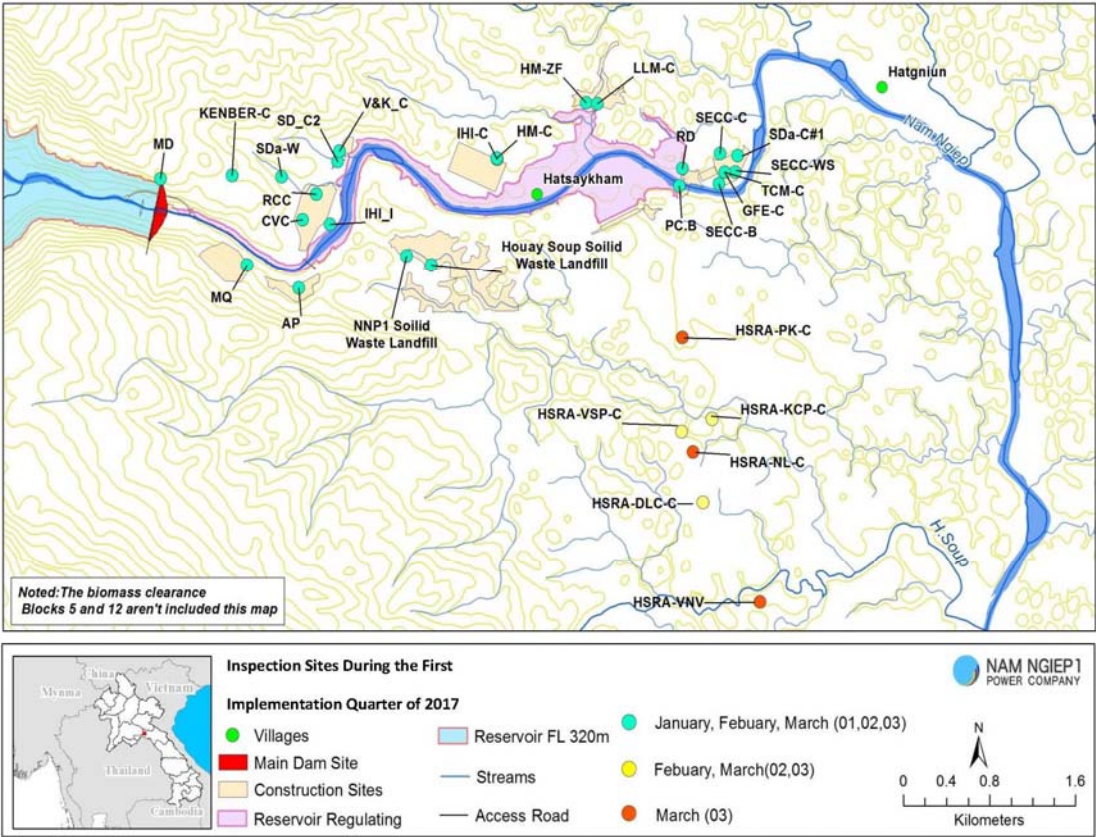 Hatgniun
HM-ZF
LLM-C
KENBER-C
SD_C2
V&K_C
SECC-C
SDa-C#1
Nam Ngiep
MD
SDa-W
IHI-C
HM-C
RD
SECC-WS
RCC
Hatsaykham
TCM-C
CVC
IHI_I
PC.B
GFE-C
SECC-B
Houay Soup Soilid
Waste Landfill
MQ
AP
NNP1 Soilid
Waste Landfill
HSRA-PK-C
HSRA-VSP-C
HSRA-KCP-C
HSRA-NL-C
HSRA-DLC-C
H.Soup
HSRA-VNV
Noted:The biomass clearance
Blocks 5 and 12 aren't included this map
China
Mynma
Vietnam
Thailand
Cambodia
Inspection Sites During the First
Implementation Quarter of 2017
Villages
Main Dam Site
Construction Sites
Reservoir Regulating
Reservoir FL 320m
Streams
Access Road
January, Febuary, March (01,02,03)
Febuary, March(02,03)
March (03)
NAM NGIEP1
POWER COMPANY
N
0 0.4 0.8 1.6
Kilometers